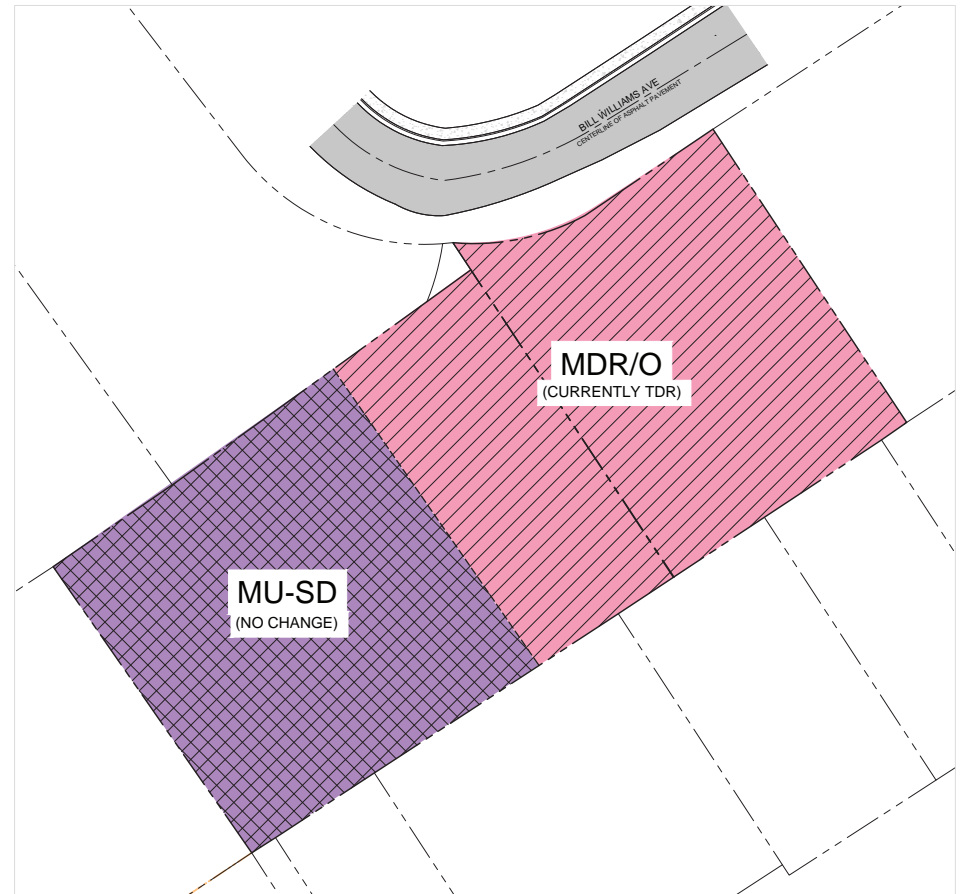 BILL WILLIAMS AVE
CENTERLINE OF ASPHALT PAVEMENT
MDR/O
(CURRENTLY TDR)
MU-SD
(NO CHANGE)